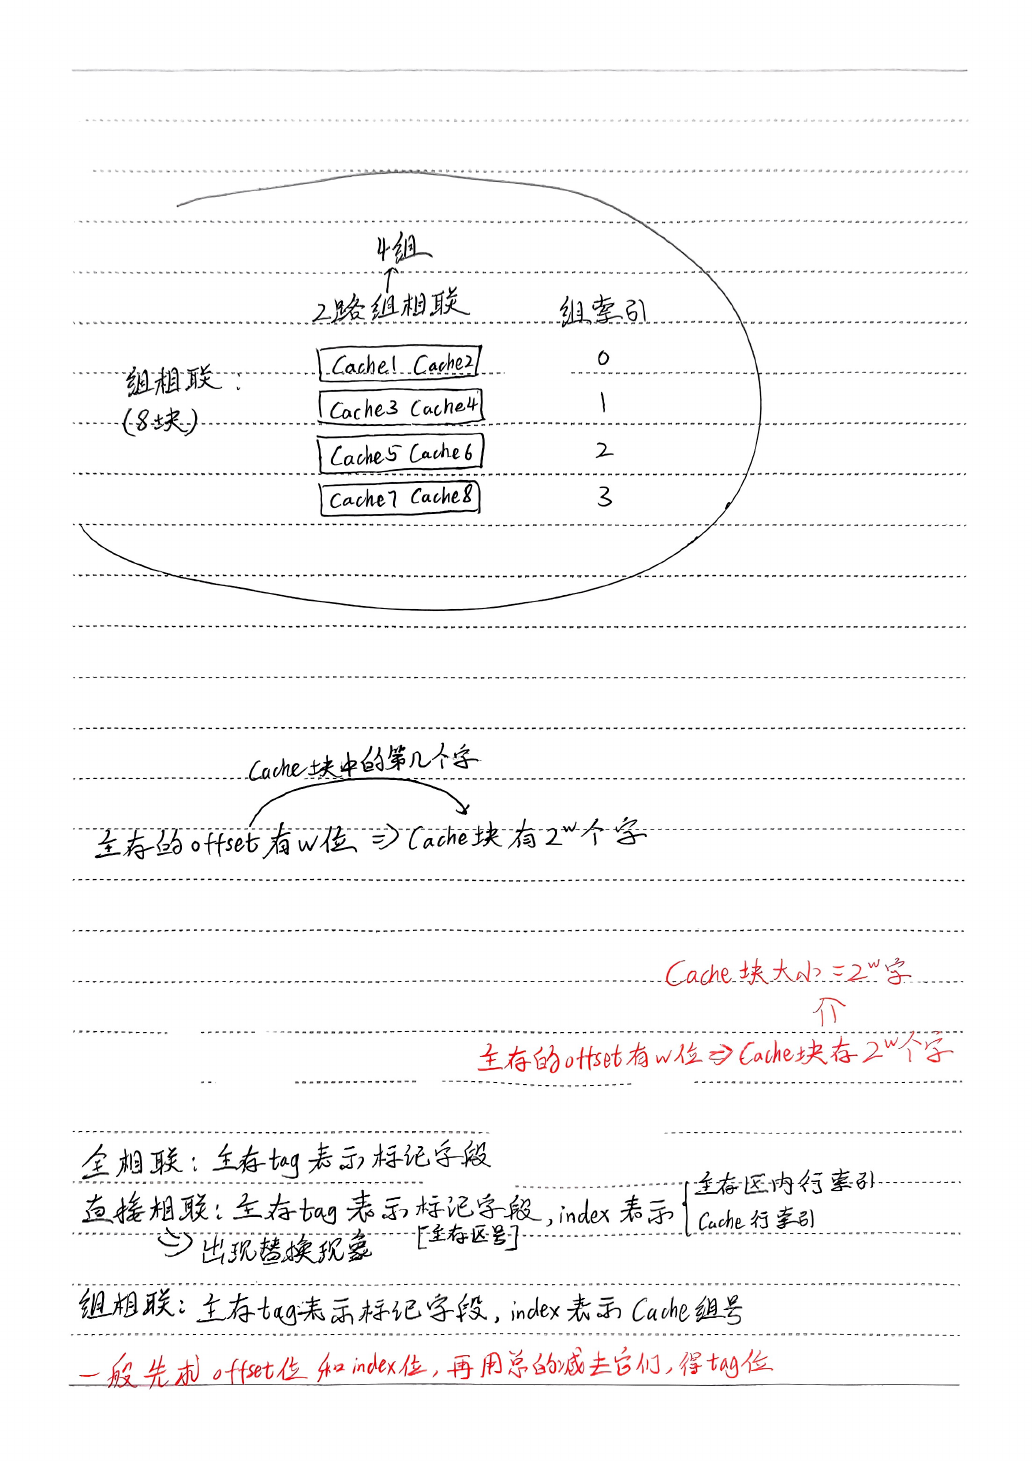 4组
2路组相联 组索引
Cache1 Cache2 0
组相联:
(8块)
Cache3 Cache4 1
Cache5 Cache6 2
Cache7 Cache8 3
Cache块中的第几个字
主存的offset有w位 ⇒ Cache块有2^w个字
Cache块大小=2^w字
⇑
主存的offset有w位⇒Cache块存2^w个字
全相联: 主存tag表示标记字段
直接相联: 主存tag表示标记字段, index表示 { 主存区内行索引
Cache行索引
[主存区号]
⇒ 出现替换现象
组相联: 主存tag表示标记字段, index表示Cache组号
一般先求offset位和index位, 再用总的减去它们, 得tag位